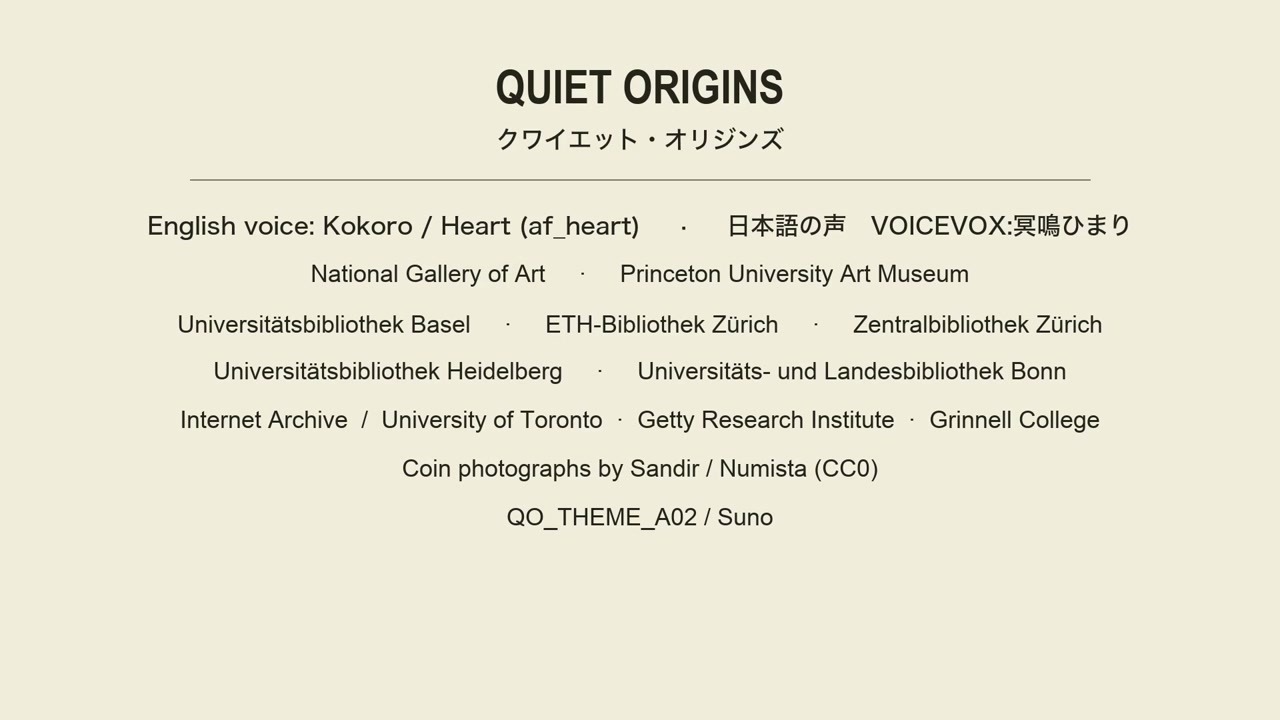 QUIET ORIGINS
クワイエット・オリジンズ
English voice: Kokoro / Heart (af_heart) · 日本語の声 VOICEVOX:冥鳴ひまり
National Gallery of Art · Princeton University Art Museum
Universitätsbibliothek Basel · ETH-Bibliothek Zürich · Zentralbibliothek Zürich
Universitätsbibliothek Heidelberg · Universitäts- und Landesbibliothek Bonn
Internet Archive / University of Toronto · Getty Research Institute · Grinnell College
Coin photographs by Sandir / Numista (CC0)
QO_THEME_A02 / Suno